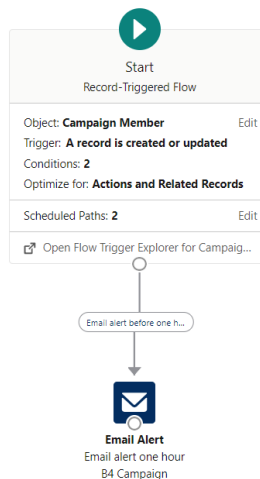 Start
Record-Triggered Flow
Object: Campaign Member Edit
Trigger: A record is created or updated
Conditions: 2
Optimize for: Actions and Related Records
Scheduled Paths: 2 Edit
Open Flow Trigger Explorer for Campaig...
Email alert before one h...
Email Alert
Email alert one hour
B4 Campaign